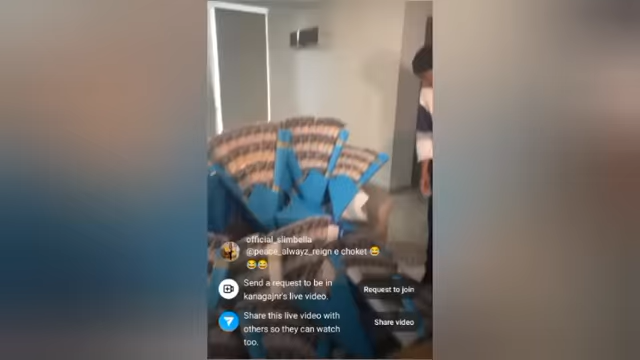 official_slimbella
@peace_alwayz_reign e choket 😂
😂😂
Send a request to be in
kanagajnr's live video.
Request to join
Share this live video with
others so they can watch
too.
Share video